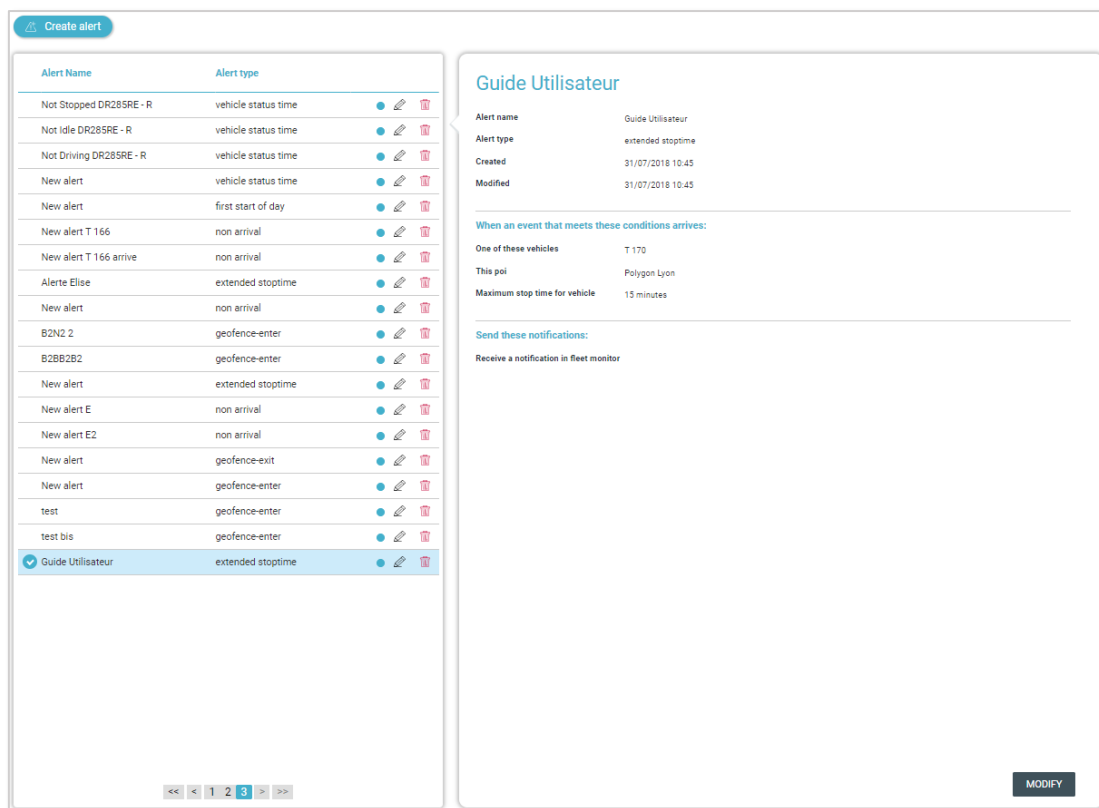 Create alert
Alert Name Alert type
Not Stopped DR285RE - R vehicle status time
Not Idle DR285RE - R vehicle status time
Not Driving DR285RE - R vehicle status time
New alert vehicle status time
New alert first start of day
New alert T 166 non arrival
New alert T 166 arrive non arrival
Alerte Elise extended stoptime
New alert non arrival
B2N2 2 geofence-enter
B2BB2B2 geofence-enter
New alert extended stoptime
New alert E non arrival
New alert E2 non arrival
New alert geofence-exit
New alert geofence-enter
test geofence-enter
test bis geofence-enter
Guide Utilisateur extended stoptime
<< < 1 2 3 > >>
Guide Utilisateur
Alert name Guide Utilisateur
Alert type extended stoptime
Created 31/07/2018 10:45
Modified 31/07/2018 10:45
When an event that meets these conditions arrives:
One of these vehicles T 170
This poi Polygon Lyon
Maximum stop time for vehicle 15 minutes
Send these notifications:
Receive a notification in fleet monitor
MODIFY